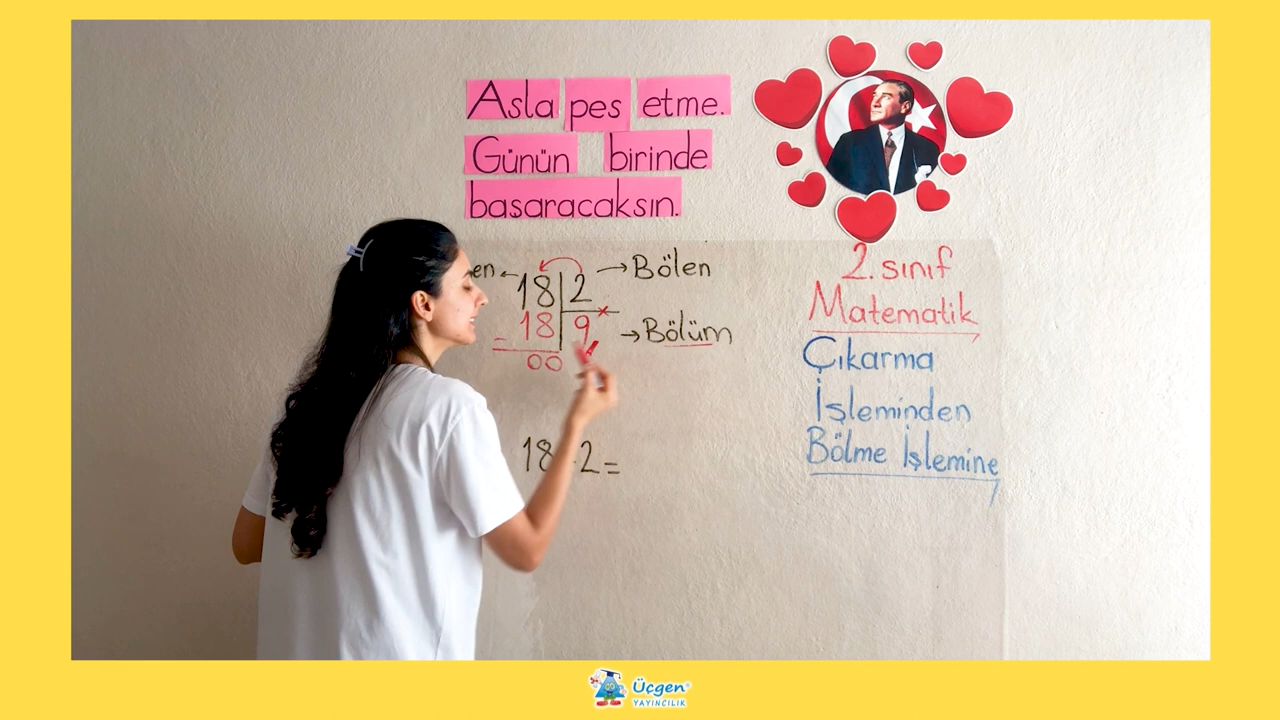 Asla pes etme.
Günün birinde
başaracaksın.
2. sınıf
Matematik
Çıkarma
İşleminden
Bölme İşlemine
18 2 → Bölen
- 18 9 → Bölüm
00
18 2 =
Üçgen
YAYINCILIK